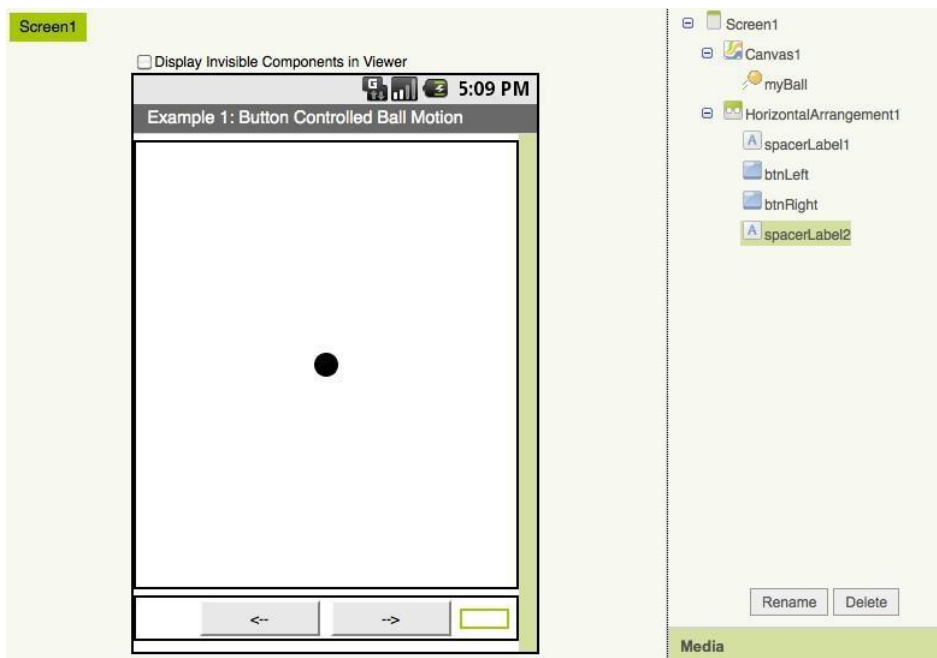 Screen1
Display Invisible Components in Viewer
5:09 PM
Example 1: Button Controlled Ball Motion
<--
-->
Screen1
Canvas1
myBall
HorizontalArrangement1
A spacerLabel1
btnLeft
btnRight
A spacerLabel2
Rename
Delete
Media